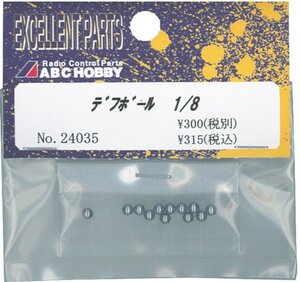 EXCELLENT PARTS
Radio Control Parts
ABC HOBBY
デフボール 1/8
¥300(税別)
No.24035
¥315(税込)